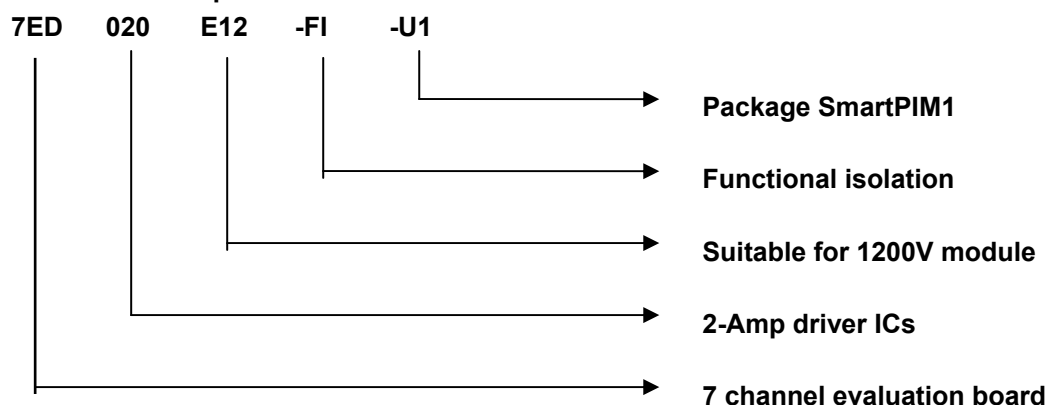 7ED 020 E12 -FI -U1
Package SmartPIM1
Functional isolation
Suitable for 1200V module
2-Amp driver ICs
7 channel evaluation board